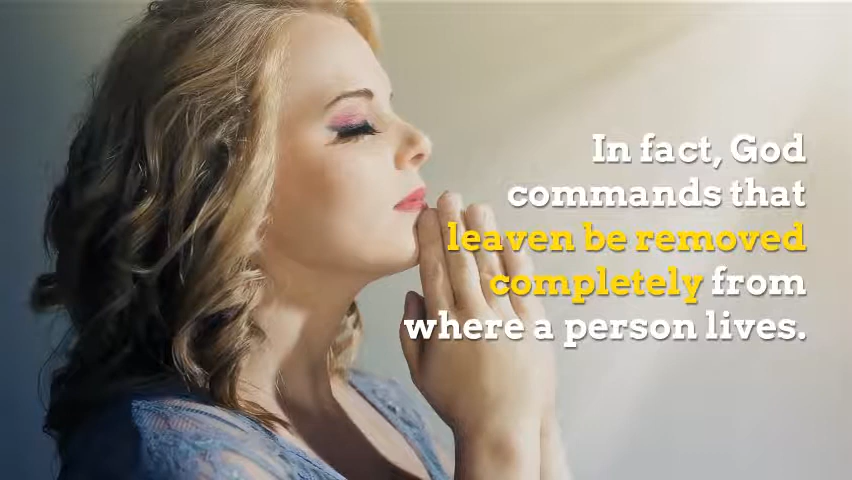 In fact, God
commands that
leaven be removed
completely from
where a person lives.